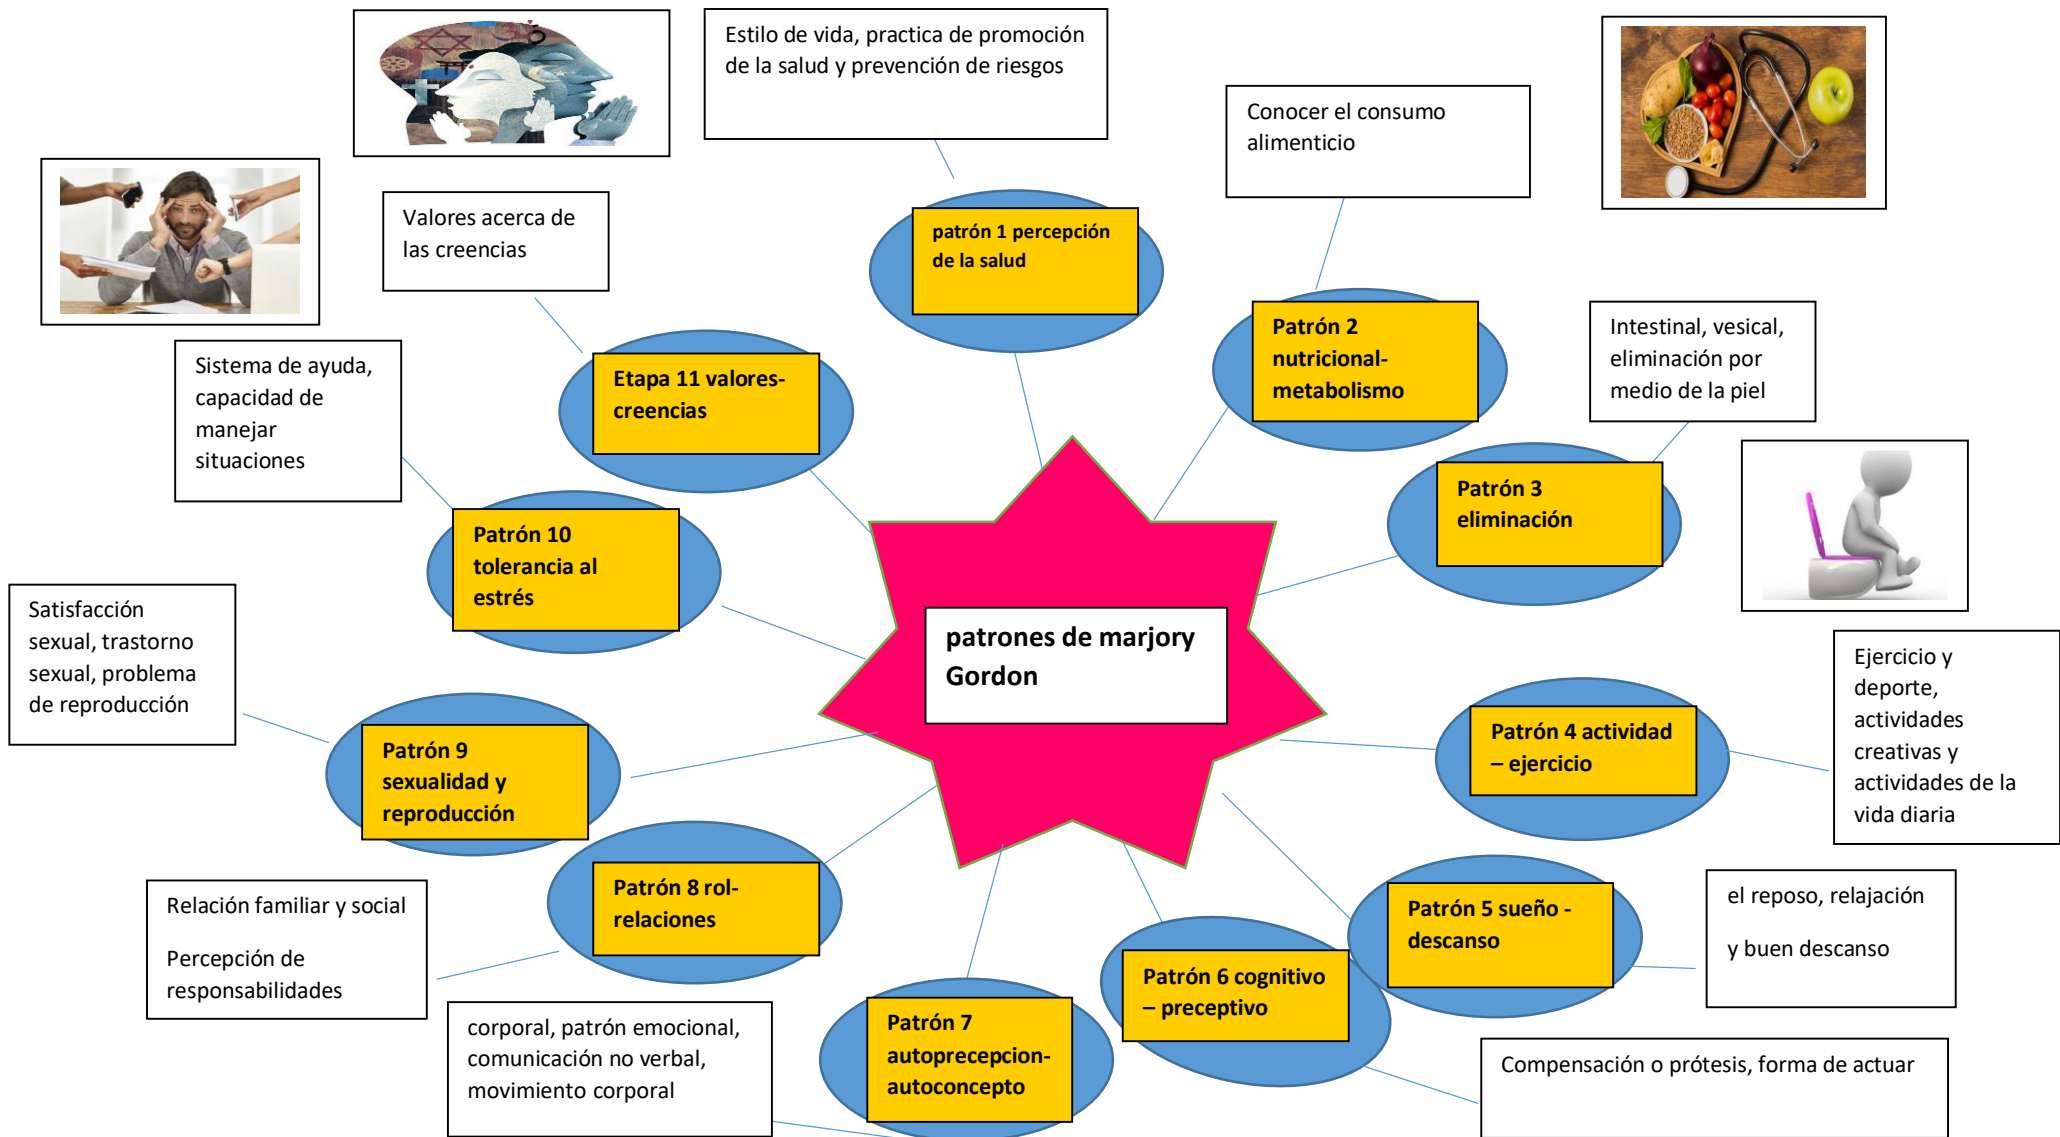 Estilo de vida, practica de promoción
de la salud y prevención de riesgos
Conocer el consumo
alimenticio
Valores acerca de
las creencias
patrón 1 percepción
de la salud
Patrón 2
nutricional-
metabolismo
Intestinal, vesical,
eliminación por
medio de la piel
Sistema de ayuda,
capacidad de
manejar
situaciones
Etapa 11 valores-
creencias
Patrón 3
eliminación
Patrón 10
tolerancia al
estrés
Satisfacción
sexual, trastorno
sexual, problema
de reproducción
patrones de marjory
Gordon
Ejercicio y
deporte,
actividades
creativas y
actividades de la
vida diaria
Patrón 4 actividad
– ejercicio
Patrón 9
sexualidad y
reproducción
Patrón 8 rol-
relaciones
Relación familiar y social
Percepción de
responsabilidades
Patrón 5 sueño -
descanso
el reposo, relajación
y buen descanso
Patrón 6 cognitivo
– preceptivo
Patrón 7
autoprecepcion-
autoconcepto
corporal, patrón emocional,
comunicación no verbal,
movimiento corporal
Compensación o prótesis, forma de actuar